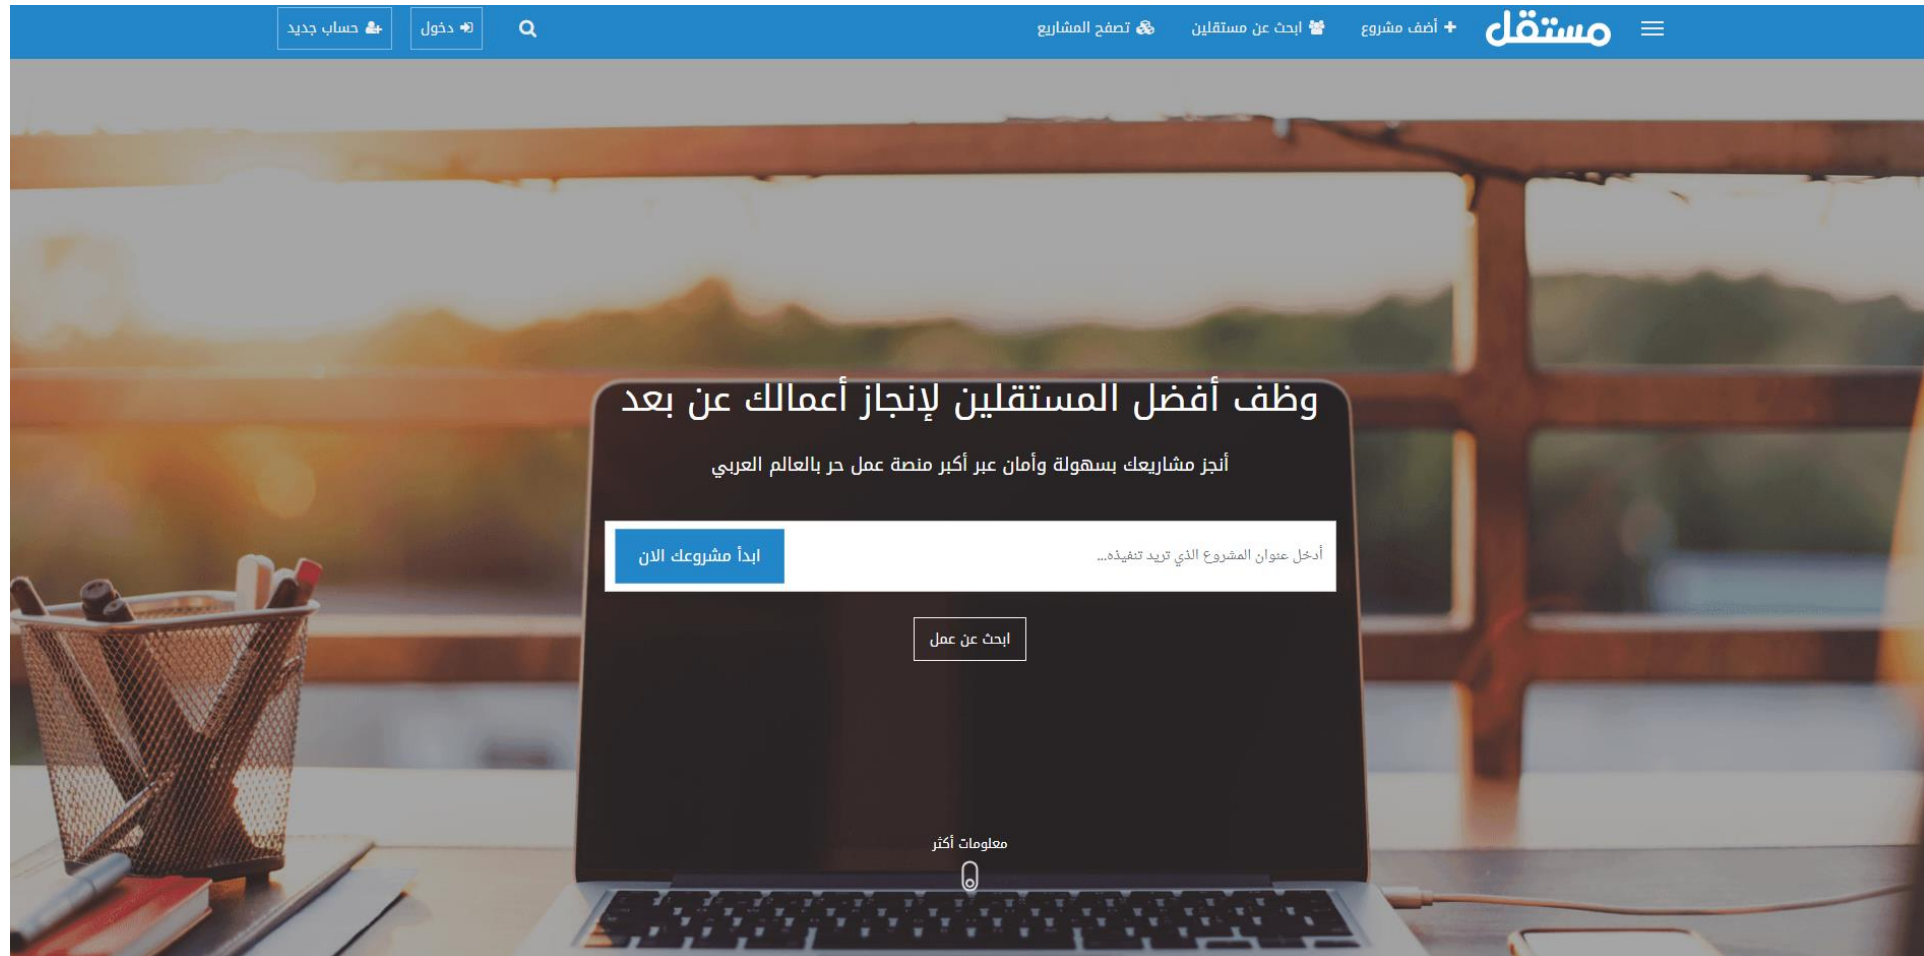 مستقل
أضف مشروع
ابحث عن مستقلين
تصفح المشاريع
دخول
حساب جديد
وظف أفضل المستقلين لإنجاز أعمالك عن بعد
أنجز مشاريعك بسهولة وأمان عبر أكبر منصة عمل حر بالعالم العربي
أدخل عنوان المشروع الذي تريد تنفيذه...
ابدأ مشروعك الان
ابحث عن عمل
معلومات أكثر